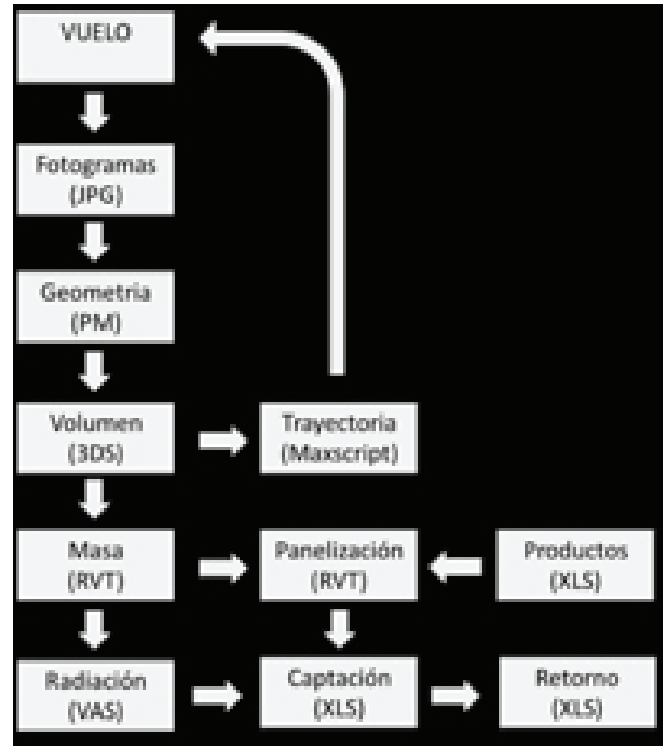 VUELO
Fotogramas
(JPG)
Geometria
(PM)
Volumen
(3DS)
Trayectoria
(Maxscript)
Masa
(RVT)
Panelización
(RVT)
Productos
(XLS)
Radiación
(VAS)
Captación
(XLS)
Retorno
(XLS)